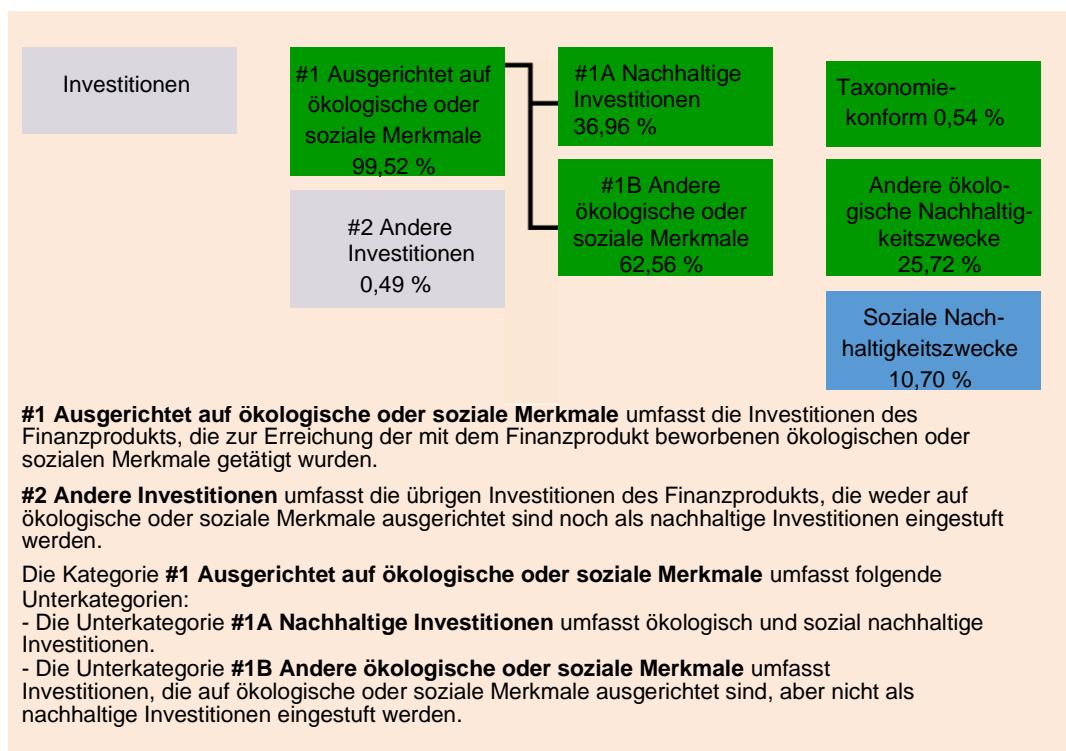 Investitionen
#1 Ausgerichtet auf
ökologische oder
soziale Merkmale
99,52 %
#2 Andere
Investitionen
0,49 %
#1A Nachhaltige
Investitionen
36,96 %
#1B Andere
ökologische oder
soziale Merkmale
62,56 %
Taxonomie-
konform 0,54 %
Andere ökolo-
gische Nachhaltig-
keitszwecke
25,72 %
Soziale Nach-
haltigkeitszwecke
10,70 %
#1 Ausgerichtet auf ökologische oder soziale Merkmale umfasst die Investitionen des
Finanzprodukts, die zur Erreichung der mit dem Finanzprodukt beworbenen ökologischen oder
sozialen Merkmale getätigt wurden.
#2 Andere Investitionen umfasst die übrigen Investitionen des Finanzprodukts, die weder auf
ökologische oder soziale Merkmale ausgerichtet sind noch als nachhaltige Investitionen eingestuft
werden.
Die Kategorie #1 Ausgerichtet auf ökologische oder soziale Merkmale umfasst folgende
Unterkategorien:
- Die Unterkategorie #1A Nachhaltige Investitionen umfasst ökologisch und sozial nachhaltige
Investitionen.
- Die Unterkategorie #1B Andere ökologische oder soziale Merkmale umfasst
Investitionen, die auf ökologische oder soziale Merkmale ausgerichtet sind, aber nicht als
nachhaltige Investitionen eingestuft werden.